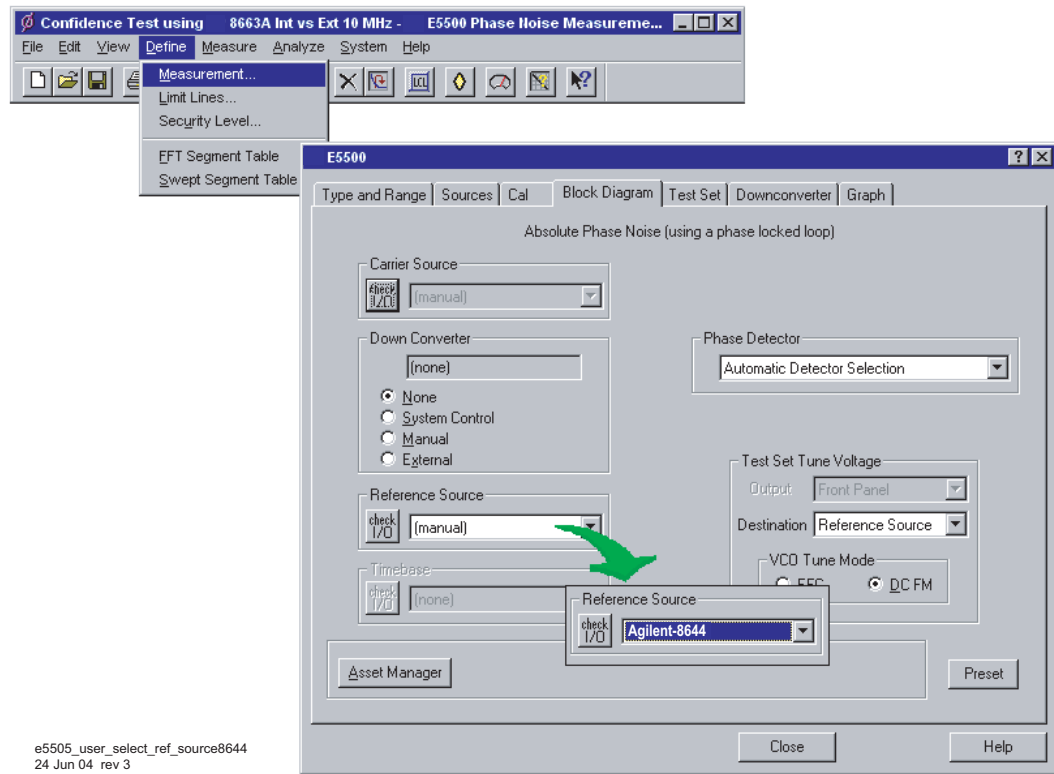 Confidence Test using 8663A Int vs Ext 10 MHz - E5500 Phase Noise Measureme...
File Edit View Define Measure Analyze System Help
Measurement...
Limit Lines...
Security Level...
FFT Segment Table
Swept Segment Table
E5500
Type and Range Sources Cal Block Diagram Test Set Downconverter Graph
Absolute Phase Noise (using a phase locked loop)
Carrier Source
check I/O (manual)
Down Converter
(none)
None
System Control
Manual
External
Phase Detector
Automatic Detector Selection
Reference Source
check I/O (manual)
Timebase
check I/O (none)
Test Set Tune Voltage
Output Front Panel
Destination Reference Source
VCO Tune Mode
EFC DC FM
Reference Source
check I/O Agilent-8644
Asset Manager
Preset
Close Help
e5505_user_select_ref_source8644
24 Jun 04 rev 3